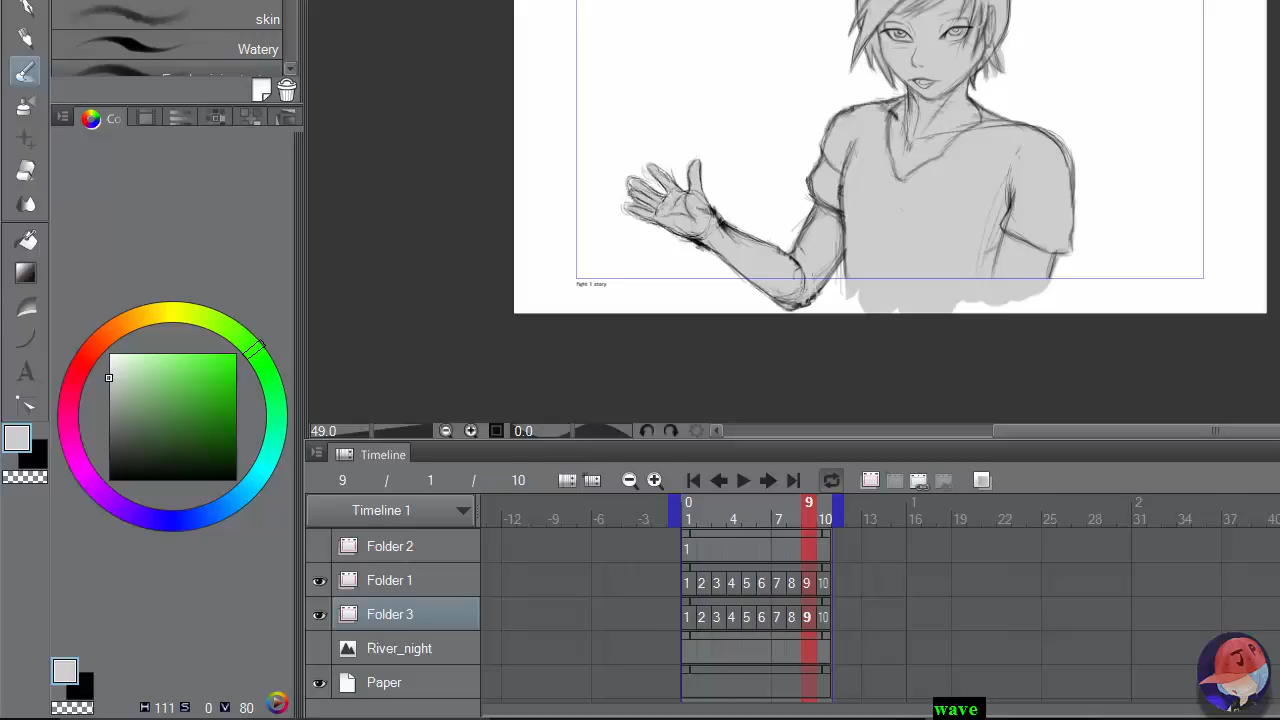 skin
Watery
Co
fight 1 story
49.0
0.0
Timeline
9 / 1 / 10
0 9 1 2
Timeline 1
-12 -9 -6 -3 1 4 7 10 13 16 19 22 25 28 31 34 37 40
Folder 2
1
Folder 1
1 2 3 4 5 6 7 8 9 10
Folder 3
1 2 3 4 5 6 7 8 9 10
River_night
Paper
H 111 S 0 V 80
wave